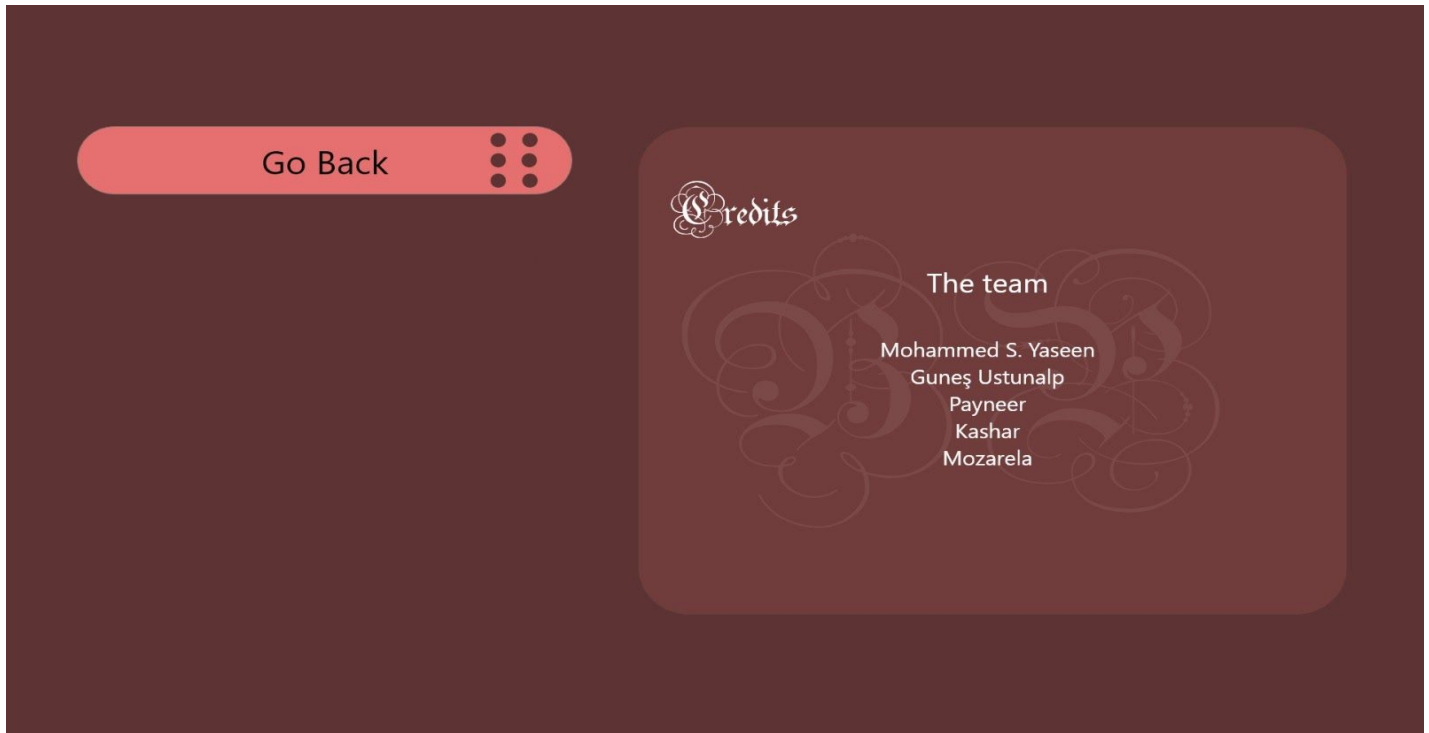 Go Back
Credits
The team
Mohammed S. Yaseen
Guneş Ustunalp
Payneer
Kashar
Mozarela